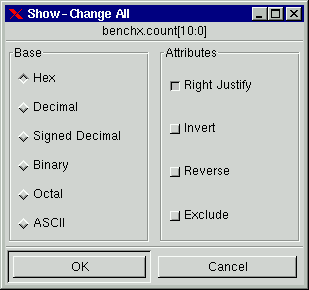 Show-Change All
benchx.count[10:0]
Base
Hex
Decimal
Signed Decimal
Binary
Octal
ASCII
Attributes
Right Justify
Invert
Reverse
Exclude
OK
Cancel